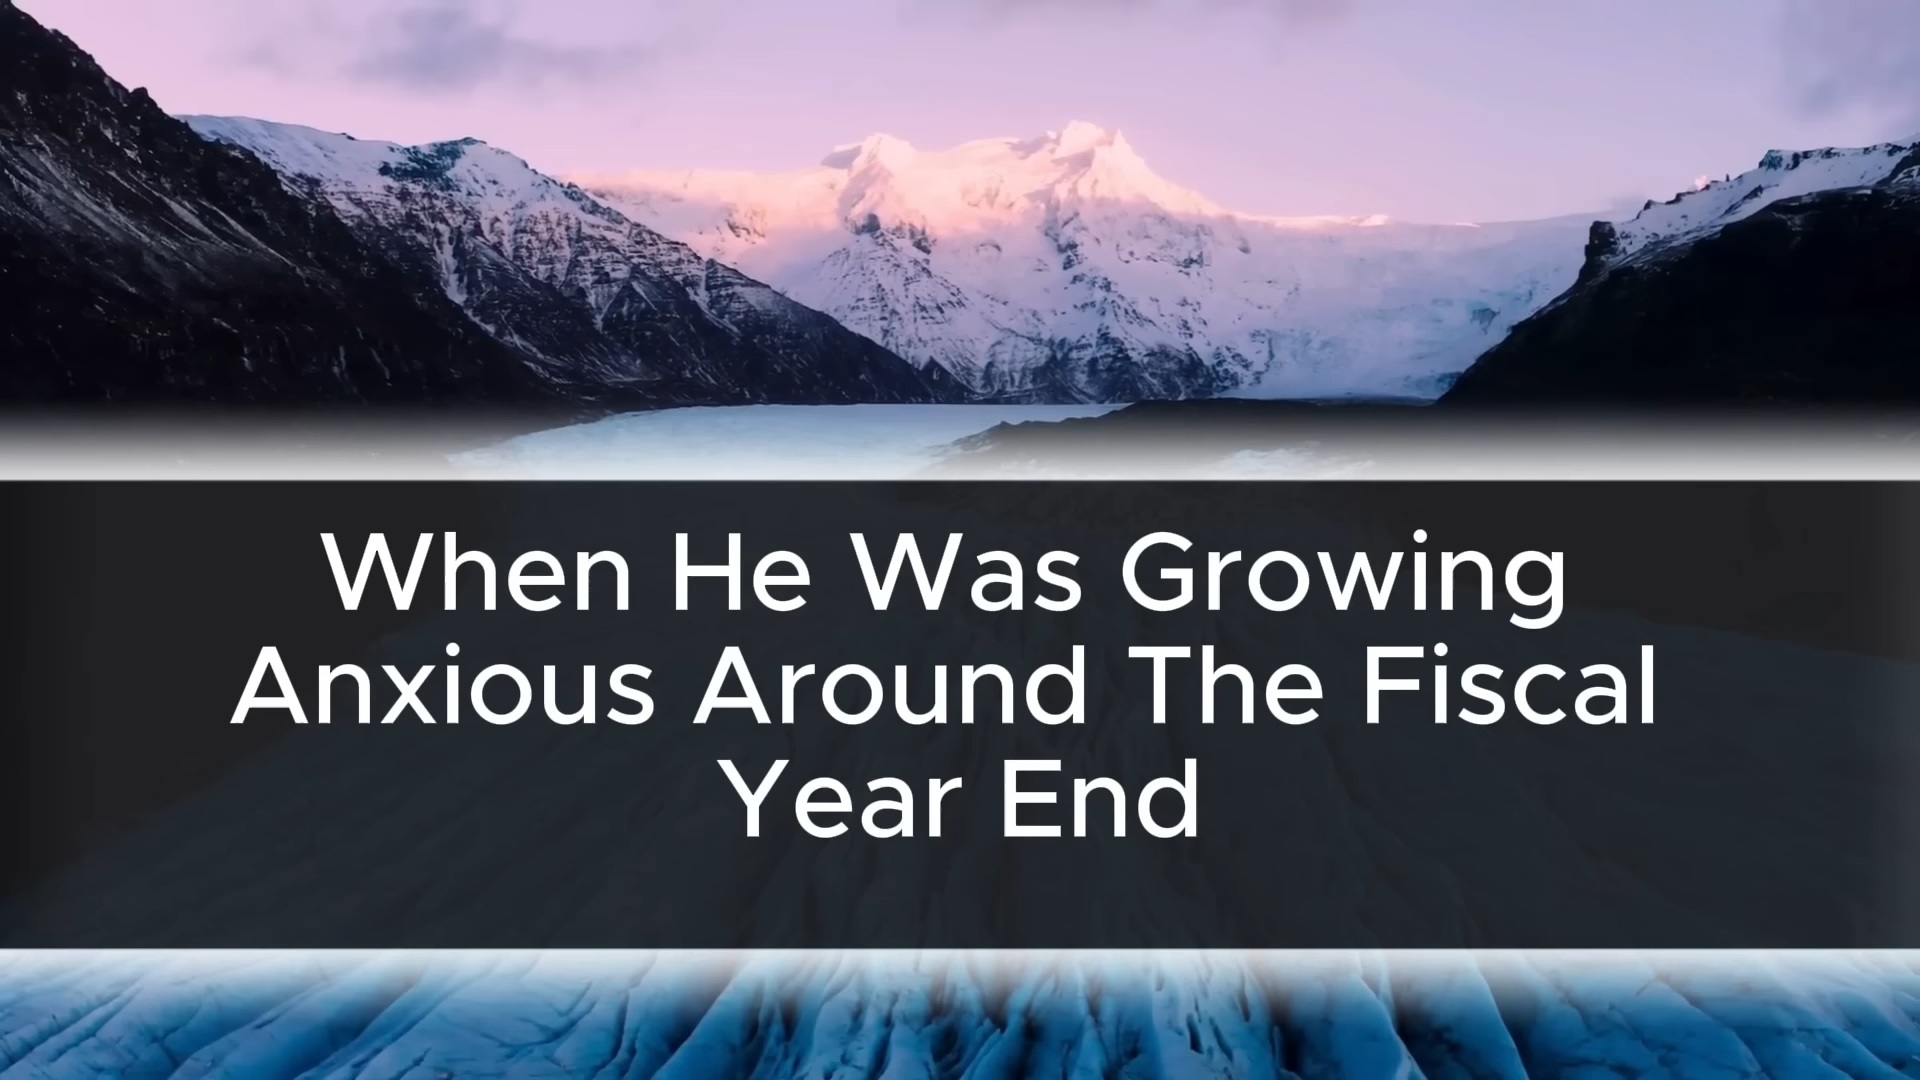 When He Was Growing
Anxious Around The Fiscal
Year End